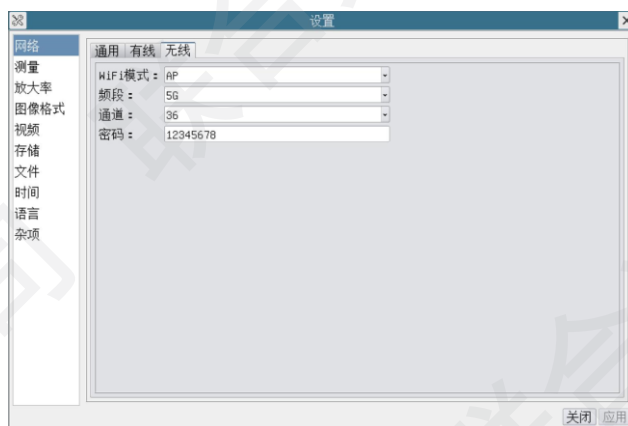 设置
网络
测量
放大率
图像格式
视频
存储
文件
时间
语言
杂项
通用 有线 无线
WiFi模式： AP
频段： 5G
通道： 36
密码： 12345678
关闭 应用